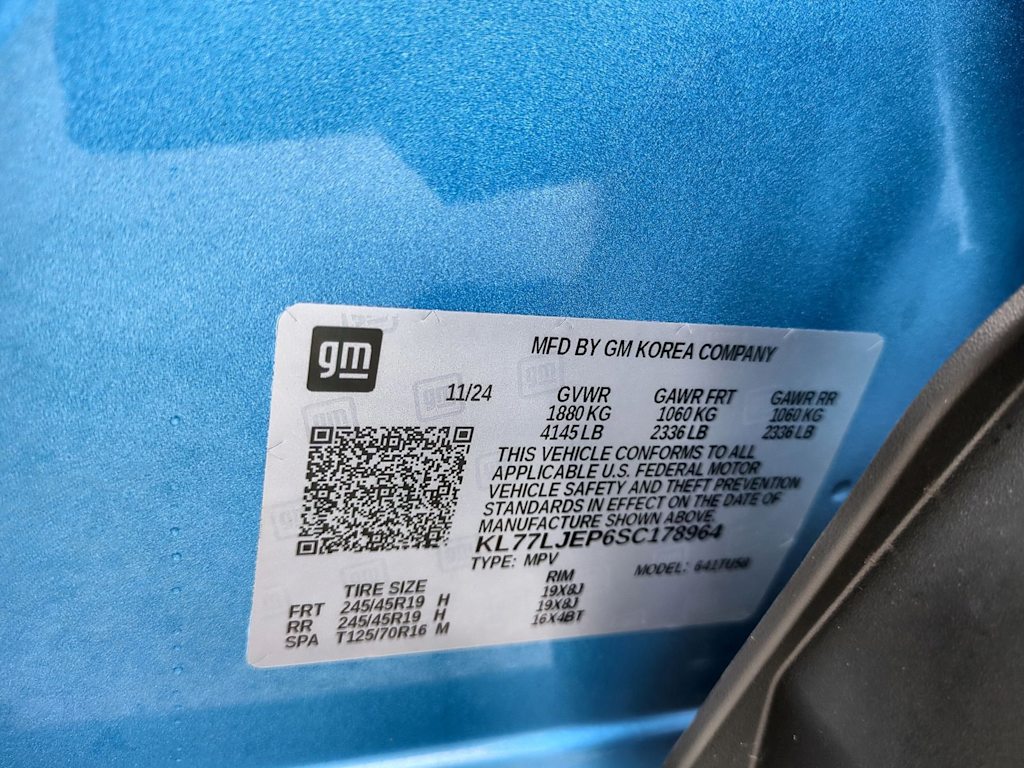 gm
MFD BY GM KOREA COMPANY
11/24 GVWR GAWR FRT GAWR RR
1880 KG 1060 KG 1060 KG
4145 LB 2336 LB 2336 LB
THIS VEHICLE CONFORMS TO ALL
APPLICABLE U.S. FEDERAL MOTOR
VEHICLE SAFETY AND THEFT PREVENTION
STANDARDS IN EFFECT ON THE DATE OF
MANUFACTURE SHOWN ABOVE.
KL77LJEP6SC178964
TYPE: MPV MODEL:
TIRE SIZE RIM
FRT 245/45R19 H 19X8J
RR 245/45R19 H 19X8J
SPA T125/70R16 M 16X4BT